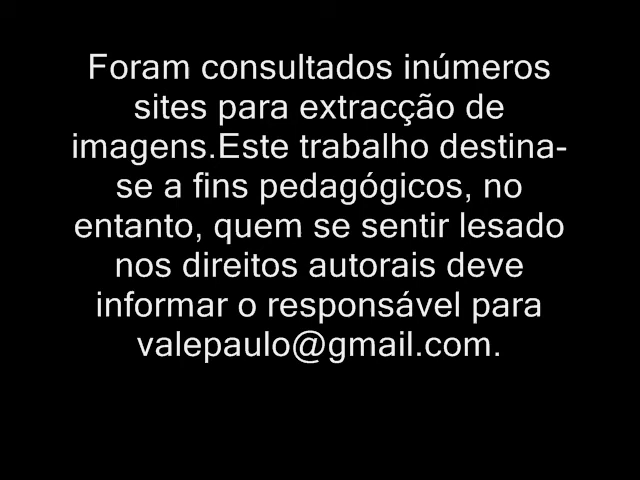 Foram consultados inúmeros
sites para extracção de
imagens.Este trabalho destina-
se a fins pedagógicos, no
entanto, quem se sentir lesado
nos direitos autorais deve
informar o responsável para
valepaulo@gmail.com.